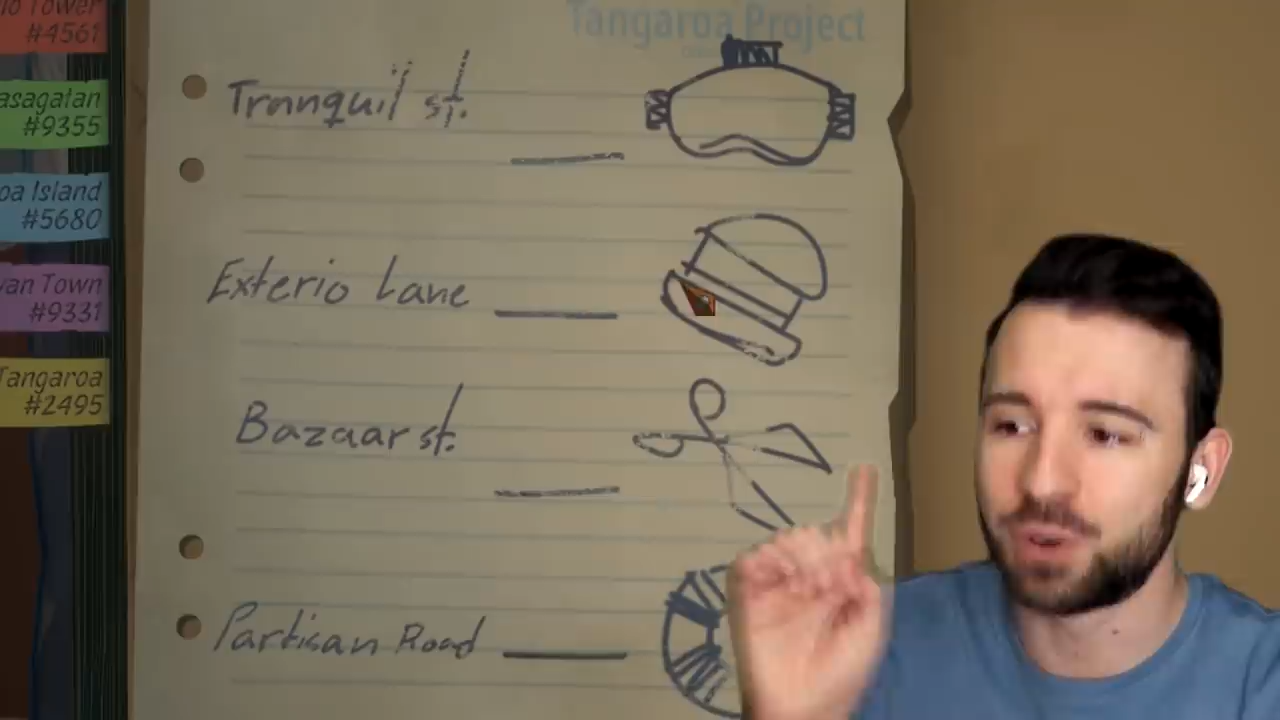 Tangaroa Project
#4561
asagatan
#9355
oa Island
#5680
van Town
#9331
Tangaroa
#2495
Tranquil st.
Exterio Lane
Bazaar st.
Partisan Road